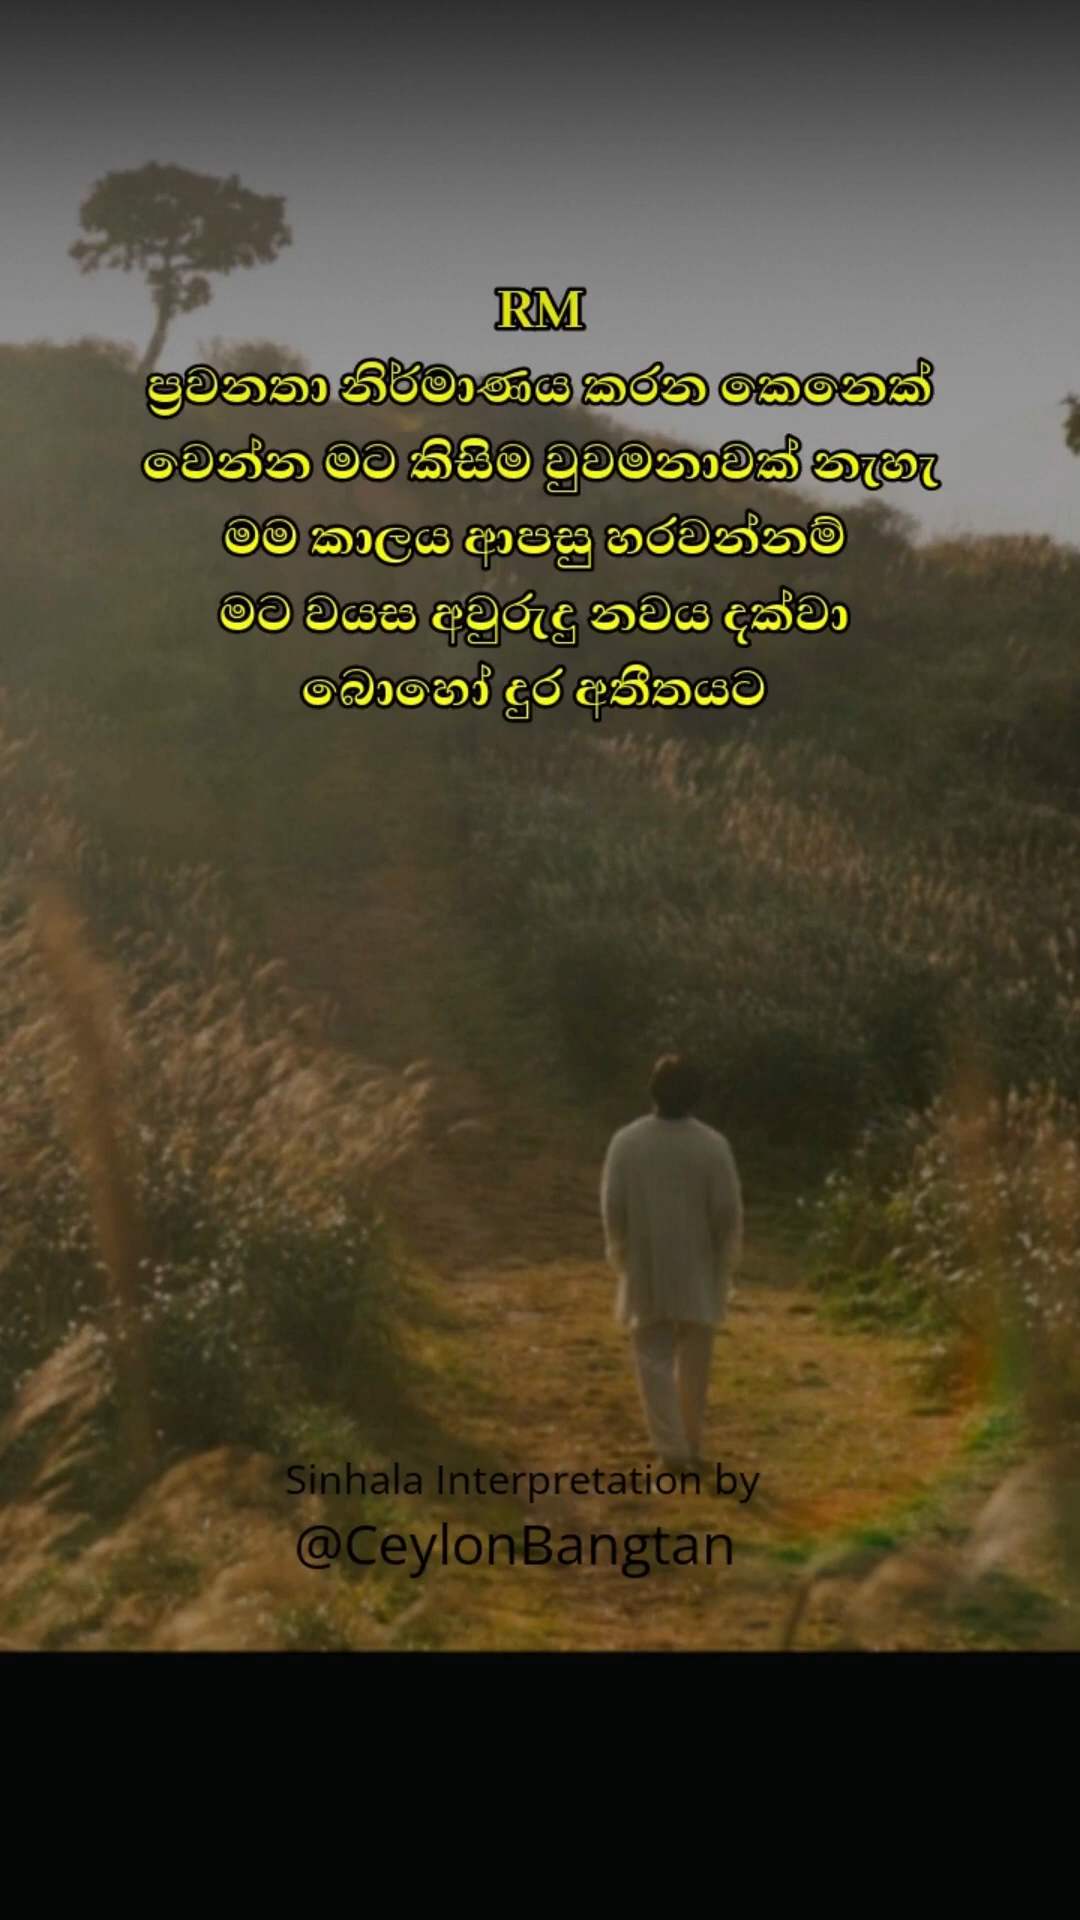 RM
ප්‍රවනතා නිර්මාණය කරන කෙනෙක්
වෙන්න මට කිසිම වුවමනාවක් නැහැ
මම කාලය ආපසු හරවන්නම්
මට වයස අවුරුදු නවය දක්වා
බොහෝ දුර අතීතයට
Sinhala Interpretation by
@CeylonBangtan